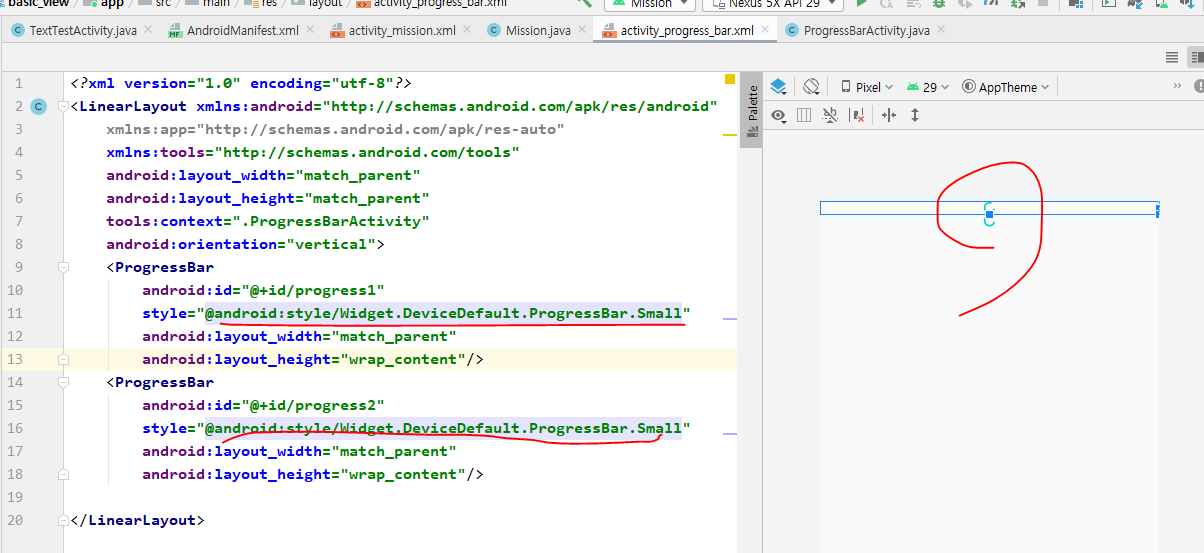 basic_view app src main res layout activity_progress_bar.xml Mission Nexus 5X API 29
TextTestActivity.java AndroidManifest.xml activity_mission.xml Mission.java activity_progress_bar.xml ProgressBarActivity.java
1 <?xml version="1.0" encoding="utf-8"?>
2 <LinearLayout xmlns:android="http://schemas.android.com/apk/res/android"
3 xmlns:app="http://schemas.android.com/apk/res-auto"
4 xmlns:tools="http://schemas.android.com/tools"
5 android:layout_width="match_parent"
6 android:layout_height="match_parent"
7 tools:context=".ProgressBarActivity"
8 android:orientation="vertical">
9 <ProgressBar
10 android:id="@+id/progress1"
11 style="@android:style/Widget.DeviceDefault.ProgressBar.Small"
12 android:layout_width="match_parent"
13 android:layout_height="wrap_content"/>
14 <ProgressBar
15 android:id="@+id/progress2"
16 style="@android:style/Widget.DeviceDefault.ProgressBar.Small"
17 android:layout_width="match_parent"
18 android:layout_height="wrap_content"/>
19
20 </LinearLayout>
Palette
Pixel 29 AppTheme